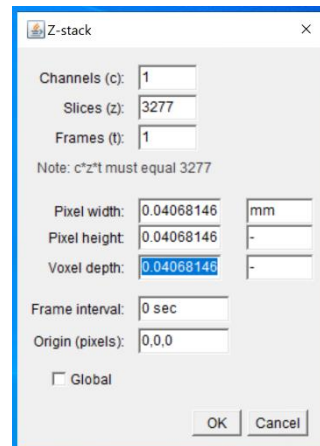 Z-stack
Channels (c): 1
Slices (z): 3277
Frames (t): 1
Note: c*z*t must equal 3277
Pixel width: 0.04068146 mm
Pixel height: 0.04068146 -
Voxel depth: 0.04068146 -
Frame interval: 0 sec
Origin (pixels): 0,0,0
Global
OK Cancel